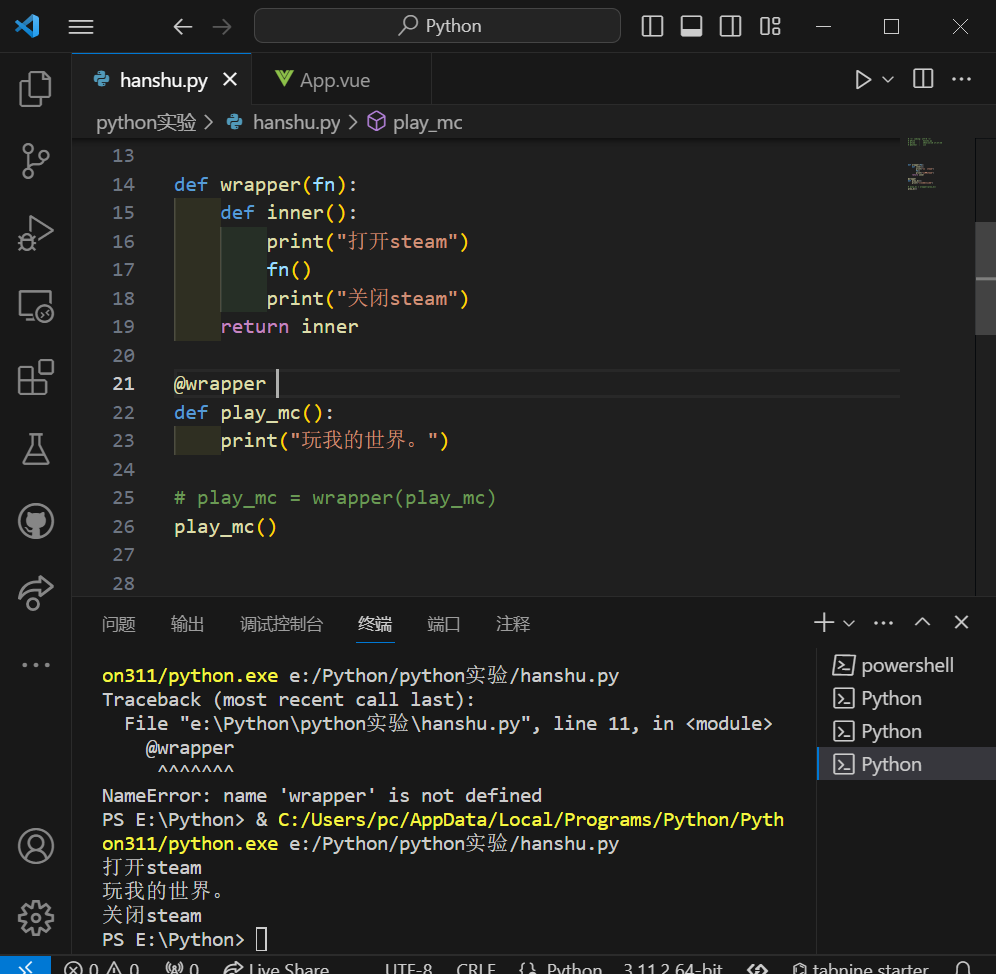 Python
hanshu.py
App.vue
python实验 > hanshu.py > play_mc
13
14 def wrapper(fn):
15 def inner():
16 print("打开steam")
17 fn()
18 print("关闭steam")
19 return inner
20
21 @wrapper
22 def play_mc():
23 print("玩我的世界。")
24
25 # play_mc = wrapper(play_mc)
26 play_mc()
27
28
问题 输出 调试控制台 终端 端口 注释
on311/python.exe e:/Python/python实验/hanshu.py
Traceback (most recent call last):
File "e:\Python\python实验\hanshu.py", line 11, in <module>
@wrapper
^^^^^^^
NameError: name 'wrapper' is not defined
PS E:\Python> & C:/Users/pc/AppData/Local/Programs/Python/Pyth
on311/python.exe e:/Python/python实验/hanshu.py
打开steam
玩我的世界。
关闭steam
PS E:\Python>
powershell
Python
Python
Python
0 0 0 Live Share UTF-8 CRLF {} Python 3.11.2 64-bit tabnine starter